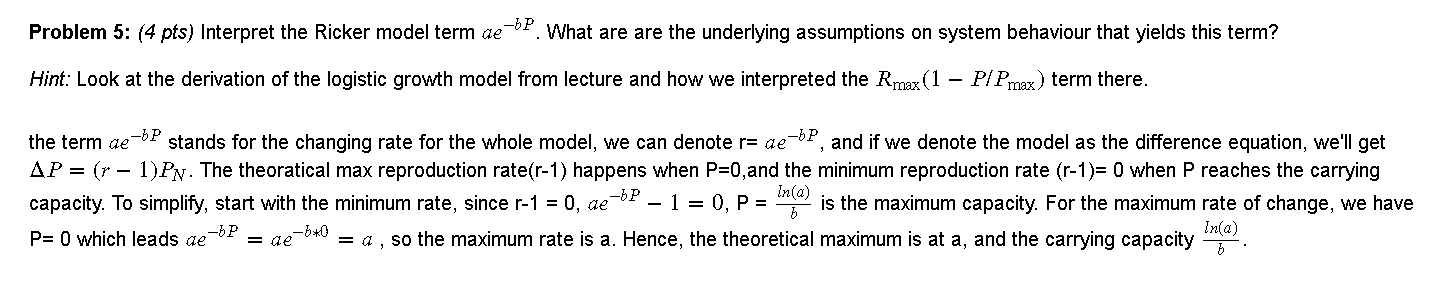 Problem 5: (4 pts) Interpret the Ricker model term $ae^{-bP}$. What are are the underlying assumptions on system behaviour that yields this term?
Hint: Look at the derivation of the logistic growth model from lecture and how we interpreted the $R_{\max}(1 - P/P_{\max})$ term there.
the term $ae^{-bP}$ stands for the changing rate for the whole model, we can denote r= $ae^{-bP}$, and if we denote the model as the difference equation, we'll get
$\Delta P = (r - 1)P_N$. The theoratical max reproduction rate(r-1) happens when P=0,and the minimum reproduction rate (r-1)= 0 when P reaches the carrying
capacity. To simplify, start with the minimum rate, since r-1 = 0, $ae^{-bP} - 1 = 0$, P = $\frac{ln(a)}{b}$ is the maximum capacity. For the maximum rate of change, we have
P= 0 which leads $ae^{-bP} = ae^{-b*0} = a$ , so the maximum rate is a. Hence, the theoretical maximum is at a, and the carrying capacity $\frac{ln(a)}{b}$.